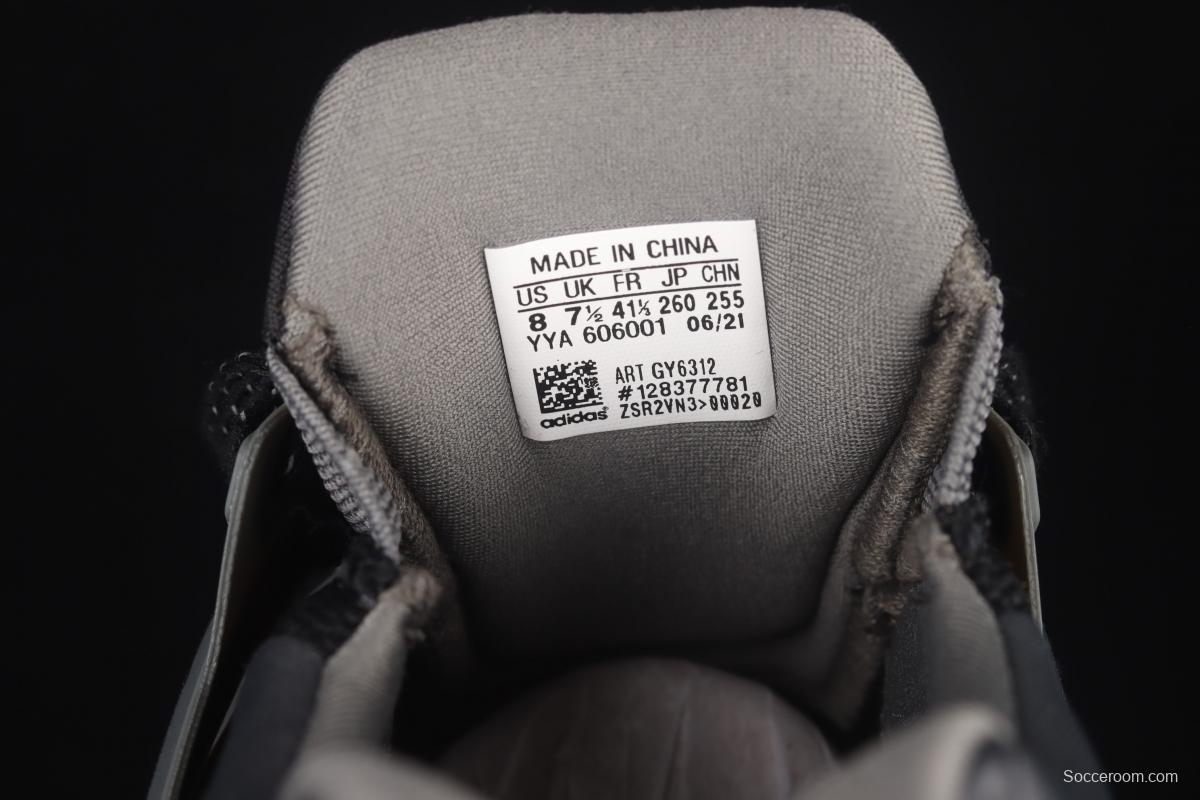 MADE IN CHINA
US UK FR JP CHN
8 7½ 41⅓ 260 255
YYA 606001 06/21
ART GY6312
#128377781
ZSR2VN3>00020
adidas
Socceroom.com